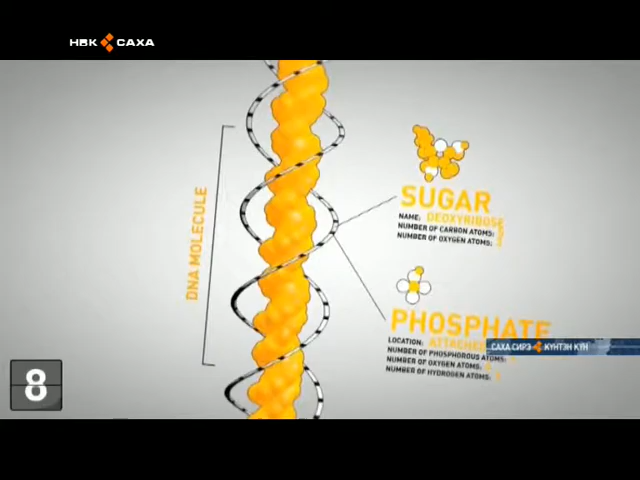 НВК САХА
DNA MOLECULE
SUGAR
NAME: DEOXYRIBOSE
NUMBER OF CARBON ATOMS:
NUMBER OF OXYGEN ATOMS:
PHOSPHATE
LOCATION: ATTACHED
NUMBER OF PHOSPHOROUS ATOMS:
NUMBER OF OXYGEN ATOMS:
NUMBER OF HYDROGEN ATOMS:
САХА СИРЭ КҮНТЭН КҮН
8